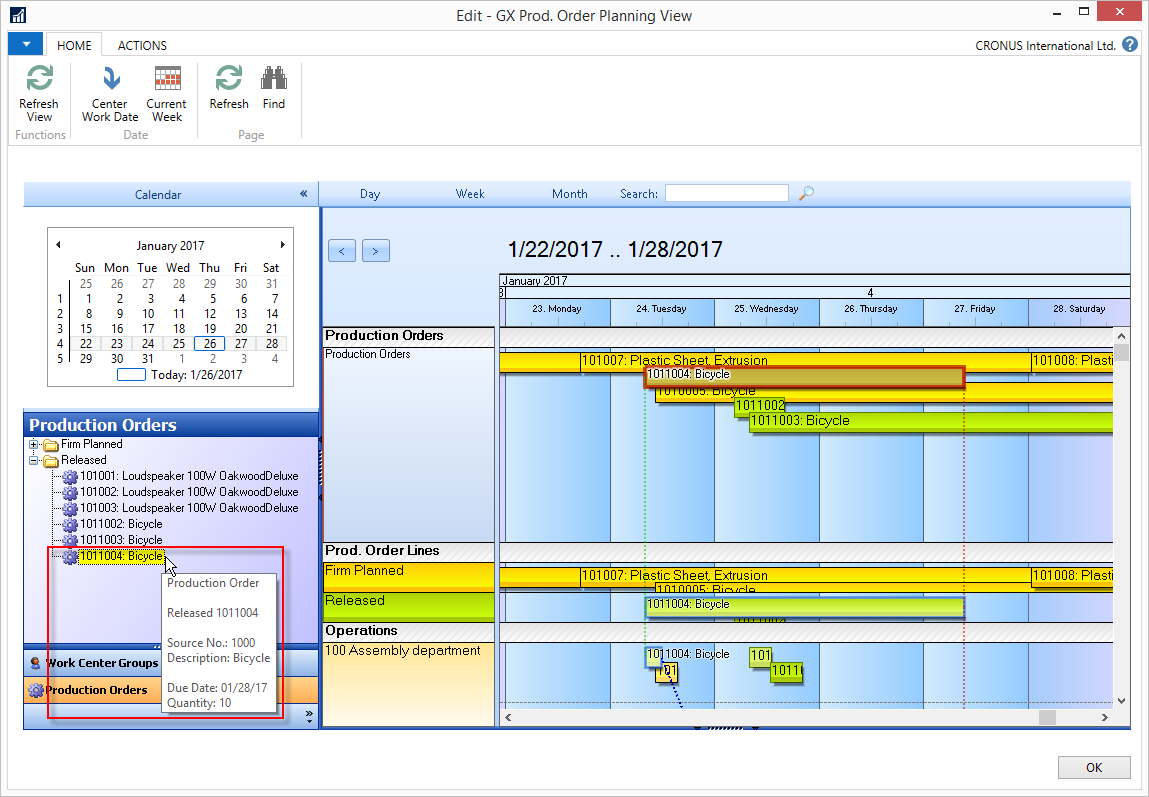 Edit - GX Prod. Order Planning View
HOME ACTIONS
CRONUS International Ltd.
Refresh View
Center Work Date
Current Week
Refresh
Find
Functions
Date
Page
Calendar «
Day Week Month Search:
January 2017
Sun Mon Tue Wed Thu Fri Sat
25 26 27 28 29 30 31
1 1 2 3 4 5 6 7
2 8 9 10 11 12 13 14
3 15 16 17 18 19 20 21
4 22 23 24 25 26 27 28
5 29 30 31 1 2 3 4
Today: 1/26/2017
< >
1/22/2017 .. 1/28/2017
January 2017
3 4
23. Monday 24. Tuesday 25. Wednesday 26. Thursday 27. Friday 28. Saturday
Production Orders
Production Orders
101007: Plastic Sheet, Extrusion
101008: Plasti
1011004: Bicycle
1010005: Bicycle
1011002
1011003: Bicycle
Production Orders
Firm Planned
Released
101001: Loudspeaker 100W OakwoodDeluxe
101002: Loudspeaker 100W OakwoodDeluxe
101003: Loudspeaker 100W OakwoodDeluxe
1011002: Bicycle
1011003: Bicycle
1011004: Bicycle
Production Order
Released 1011004
Source No.: 1000
Description: Bicycle
Due Date: 01/28/17
Quantity: 10
Work Center Groups
Production Orders
»
Prod. Order Lines
Firm Planned
101007: Plastic Sheet, Extrusion
101008: Plasti
1010005: Bicycle
Released
1011004: Bicycle
Operations
100 Assembly department
1011004: Bicycle
101
101
1011
OK